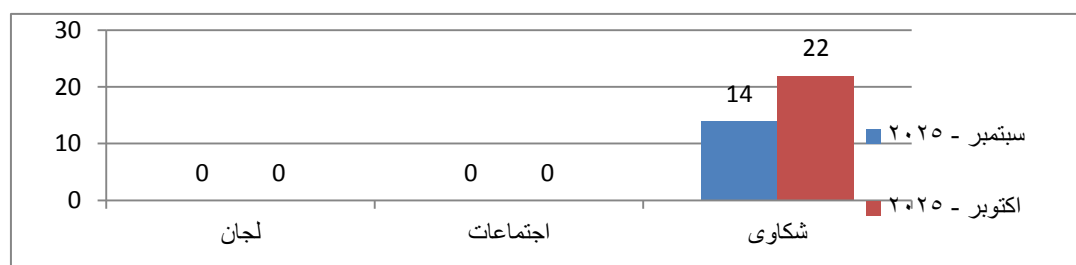 30
20
10
0
0 0
0 0
14 22
لجان
اجتماعات
شكاوى
سبتمبر - ٢٠٢٥
اكتوبر - ٢٠٢٥